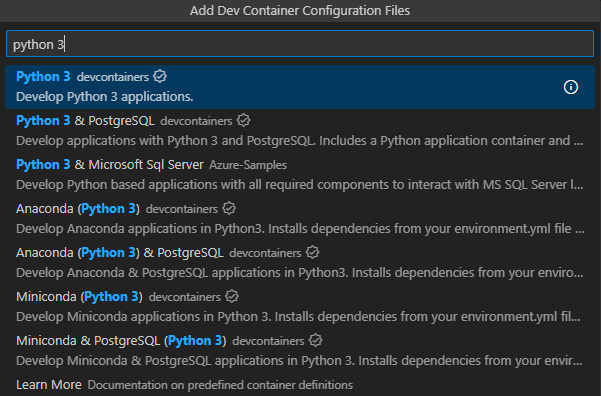 Add Dev Container Configuration Files
python 3
Python 3 devcontainers
Develop Python 3 applications.
Python 3 & PostgreSQL devcontainers
Develop applications with Python 3 and PostgreSQL. Includes a Python application container and ...
Python 3 & Microsoft Sql Server Azure-Samples
Develop Python based applications with all required components to interact with MS SQL Server l...
Anaconda (Python 3) devcontainers
Develop Anaconda applications in Python3. Installs dependencies from your environment.yml file ...
Anaconda (Python 3) & PostgreSQL devcontainers
Develop Anaconda & PostgreSQL applications in Python3. Installs dependencies from your enviro...
Miniconda (Python 3) devcontainers
Develop Miniconda applications in Python 3. Installs dependencies from your environment.yml fil...
Miniconda & PostgreSQL (Python 3) devcontainers
Develop Miniconda & PostgreSQL applications in Python 3. Installs dependencies from your envir...
Learn More Documentation on predefined container definitions